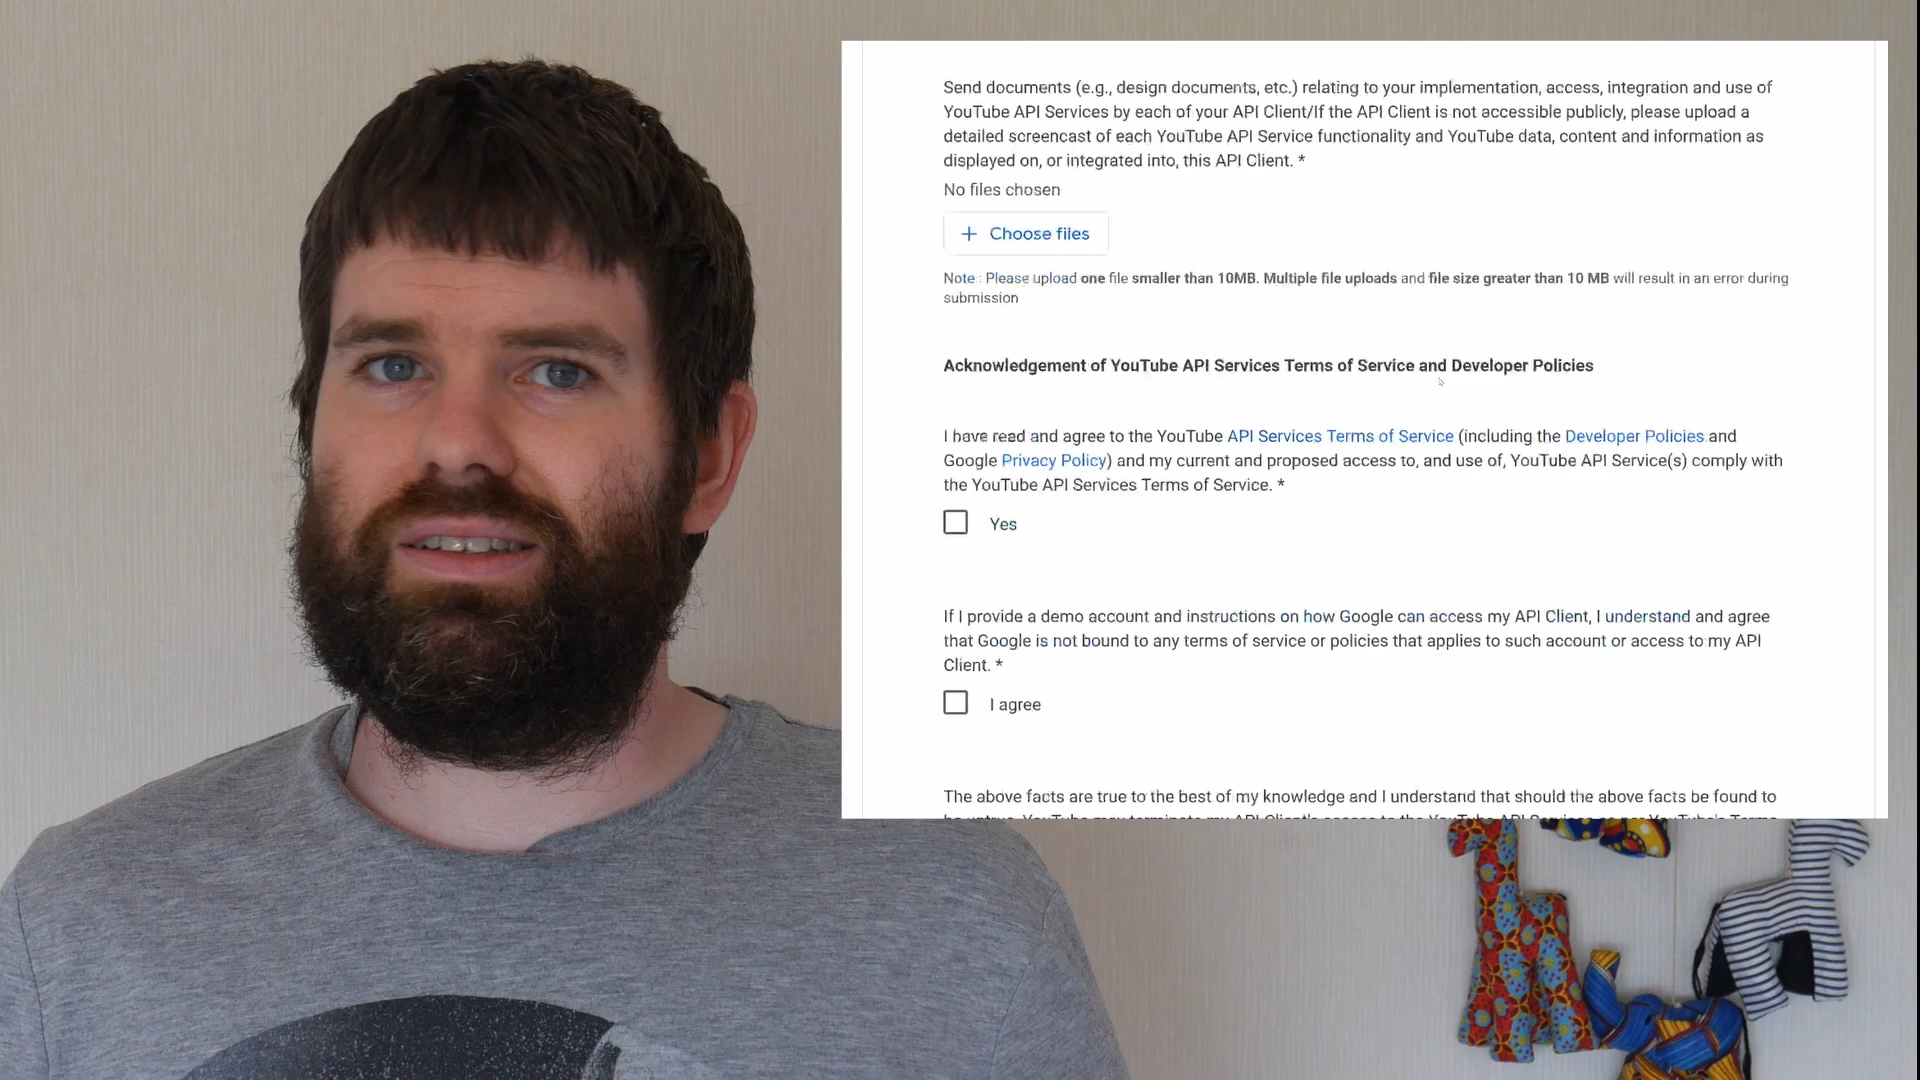 Send documents (e.g., design documents, etc.) relating to your implementation, access, integration and use of
YouTube API Services by each of your API Client/If the API Client is not accessible publicly, please upload a
detailed screencast of each YouTube API Service functionality and YouTube data, content and information as
displayed on, or integrated into, this API Client. *
No files chosen
+ Choose files
Note : Please upload one file smaller than 10MB. Multiple file uploads and file size greater than 10 MB will result in an error during
submission
Acknowledgement of YouTube API Services Terms of Service and Developer Policies
I have read and agree to the YouTube API Services Terms of Service (including the Developer Policies and
Google Privacy Policy) and my current and proposed access to, and use of, YouTube API Service(s) comply with
the YouTube API Services Terms of Service. *
Yes
If I provide a demo account and instructions on how Google can access my API Client, I understand and agree
that Google is not bound to any terms of service or policies that applies to such account or access to my API
Client. *
I agree
The above facts are true to the best of my knowledge and I understand that should the above facts be found to